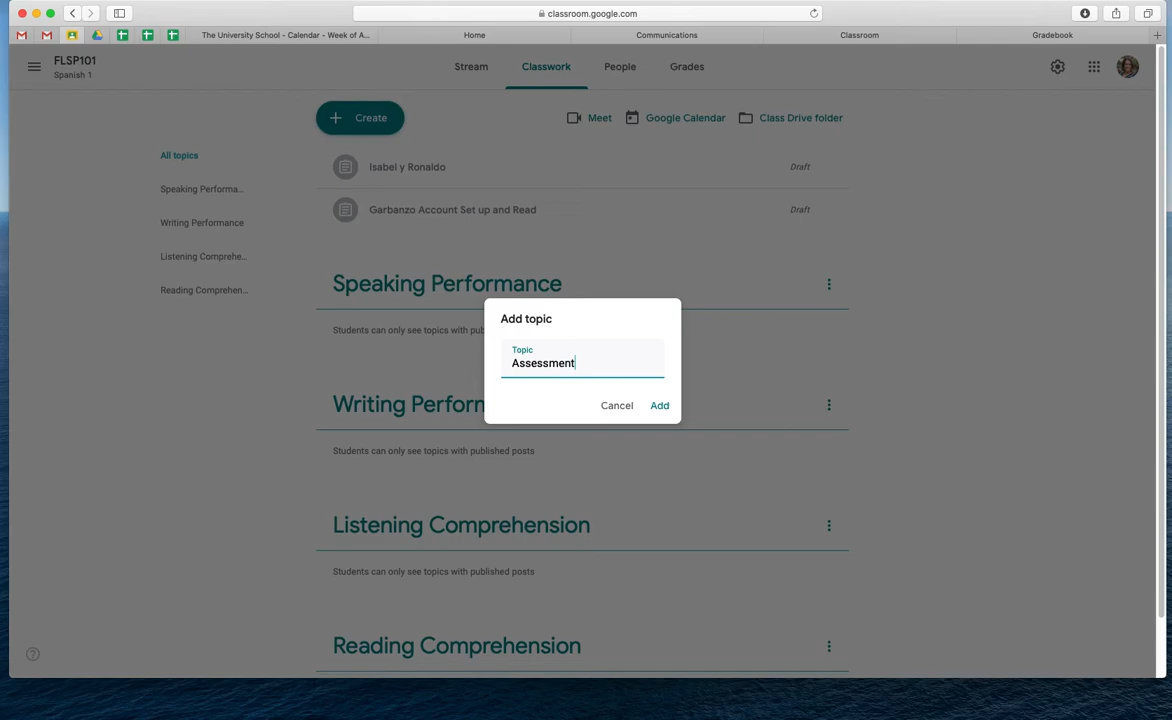 classroom.google.com
The University School - Calendar - Week of A...
Home
Communications
Classroom
Gradebook
FLSP101
Spanish 1
Stream
Classwork
People
Grades
Create
Meet
Google Calendar
Class Drive folder
All topics
Speaking Performa...
Writing Performance
Listening Comprehe...
Reading Comprehen...
Isabel y Ronaldo
Draft
Garbanzo Account Set up and Read
Draft
Speaking Performance
Students can only see topics with pu
Add topic
Topic
Assessment
Cancel
Add
Writing Perforn
Students can only see topics with published posts
Listening Comprehension
Students can only see topics with published posts
Reading Comprehension